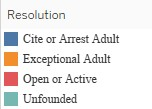 Resolution
Cite or Arrest Adult
Exceptional Adult
Open or Active
Unfounded